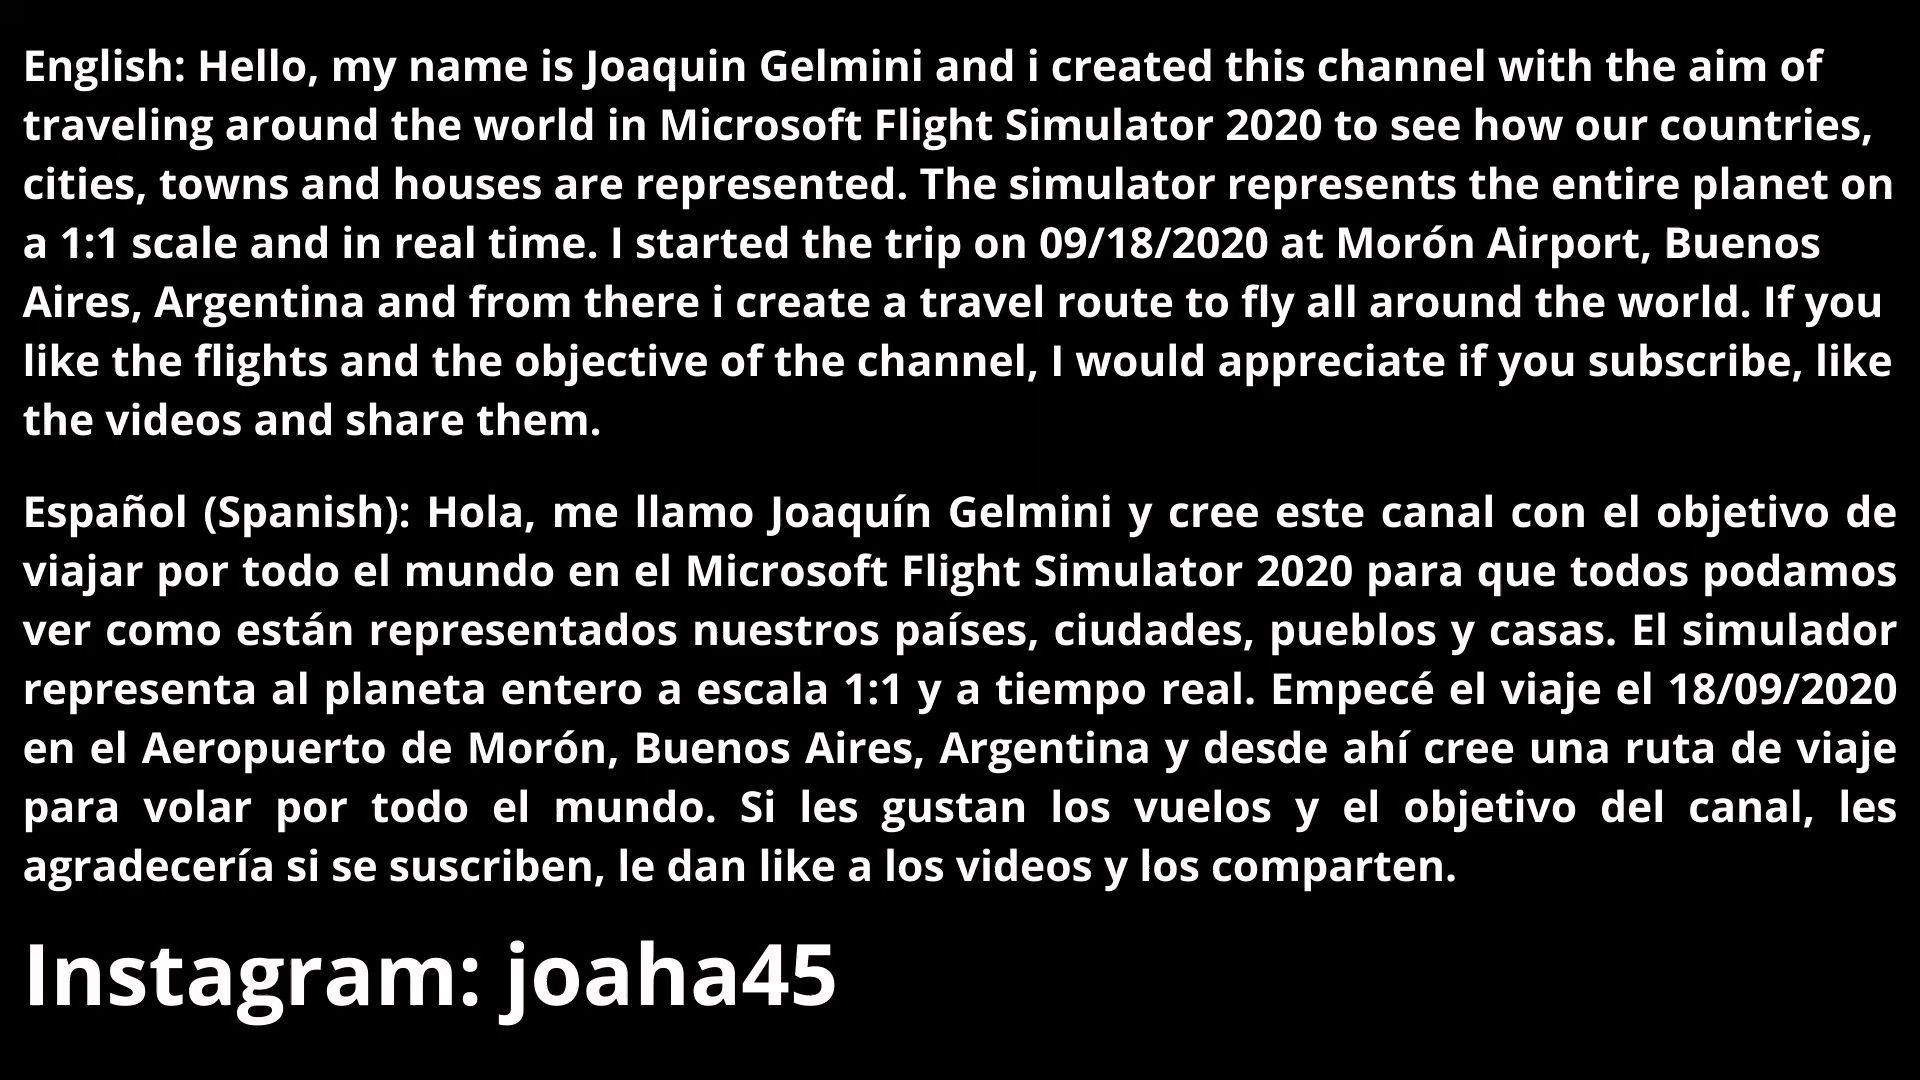 English: Hello, my name is Joaquin Gelmini and i created this channel with the aim of
traveling around the world in Microsoft Flight Simulator 2020 to see how our countries,
cities, towns and houses are represented. The simulator represents the entire planet on
a 1:1 scale and in real time. I started the trip on 09/18/2020 at Morón Airport, Buenos
Aires, Argentina and from there i create a travel route to fly all around the world. If you
like the flights and the objective of the channel, I would appreciate if you subscribe, like
the videos and share them.
Español (Spanish): Hola, me llamo Joaquín Gelmini y cree este canal con el objetivo de
viajar por todo el mundo en el Microsoft Flight Simulator 2020 para que todos podamos
ver como están representados nuestros países, ciudades, pueblos y casas. El simulador
representa al planeta entero a escala 1:1 y a tiempo real. Empecé el viaje el 18/09/2020
en el Aeropuerto de Morón, Buenos Aires, Argentina y desde ahí cree una ruta de viaje
para volar por todo el mundo. Si les gustan los vuelos y el objetivo del canal, les
agradecería si se suscriben, le dan like a los videos y los comparten.
Instagram: joaha45